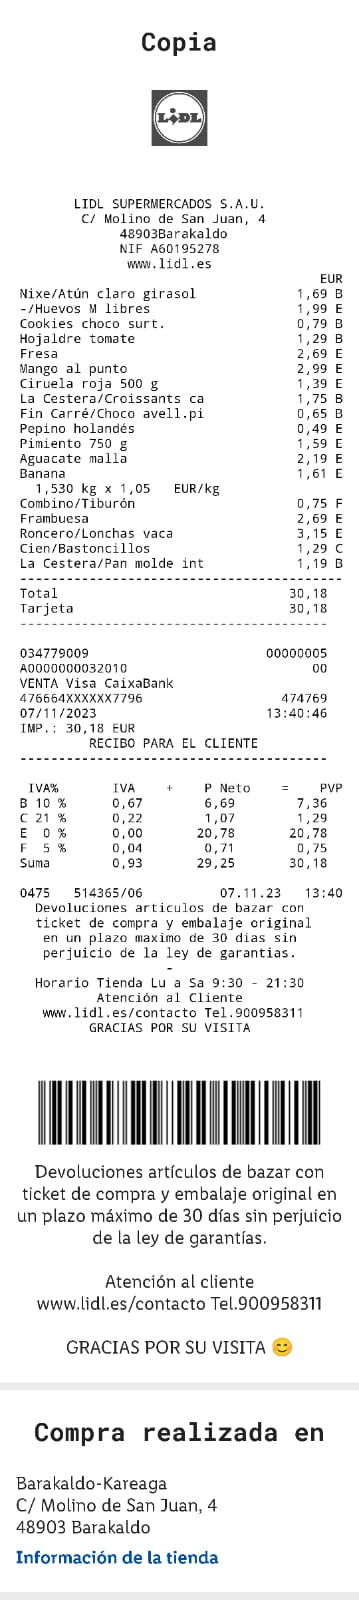 Copia
LIDL
LIDL SUPERMERCADOS S.A.U.
C/ Molino de San Juan, 4
48903Barakaldo
NIF A60195278
www.lidl.es
EUR
Nixe/Atún claro girasol 1,69 B
-/Huevos M libres 1,99 E
Cookies choco surt. 0,79 B
Hojaldre tomate 1,29 B
Fresa 2,69 E
Mango al punto 2,99 E
Ciruela roja 500 g 1,39 E
La Cestera/Croissants ca 1,75 B
Fin Carré/Choco avell.pi 0,65 B
Pepino holandés 0,49 E
Pimiento 750 g 1,59 E
Aguacate malla 2,19 E
Banana 1,61 E
1,530 kg x 1,05 EUR/kg
Combino/Tiburón 0,75 F
Frambuesa 2,69 E
Roncero/Lonchas vaca 3,15 E
Cien/Bastoncillos 1,29 C
La Cestera/Pan molde int 1,19 B
-----------------------------------------
Total 30,18
Tarjeta 30,18
---------------------------------------
034779009 00000005
A0000000032010 00
VENTA Visa CaixaBank
476664XXXXXX7796 474769
07/11/2023 13:40:46
IMP.: 30,18 EUR
RECIBO PARA EL CLIENTE
---------------------------------------
IVA% IVA + P Neto = PVP
B 10 % 0,67 6,69 7,36
C 21 % 0,22 1,07 1,29
E 0 % 0,00 20,78 20,78
F 5 % 0,04 0,71 0,75
Suma 0,93 29,25 30,18
0475 514365/06 07.11.23 13:40
Devoluciones articulos de bazar con
ticket de compra y embalaje original
en un plazo maximo de 30 dias sin
perjuicio de la ley de garantias.
-
Horario Tienda Lu a Sa 9:30 - 21:30
Atención al Cliente
www.lidl.es/contacto Tel.900958311
GRACIAS POR SU VISITA
Devoluciones artículos de bazar con
ticket de compra y embalaje original en
un plazo máximo de 30 días sin perjuicio
de la ley de garantías.
Atención al cliente
www.lidl.es/contacto Tel.900958311
GRACIAS POR SU VISITA 😊
Compra realizada en
Barakaldo-Kareaga
C/ Molino de San Juan, 4
48903 Barakaldo
Información de la tienda